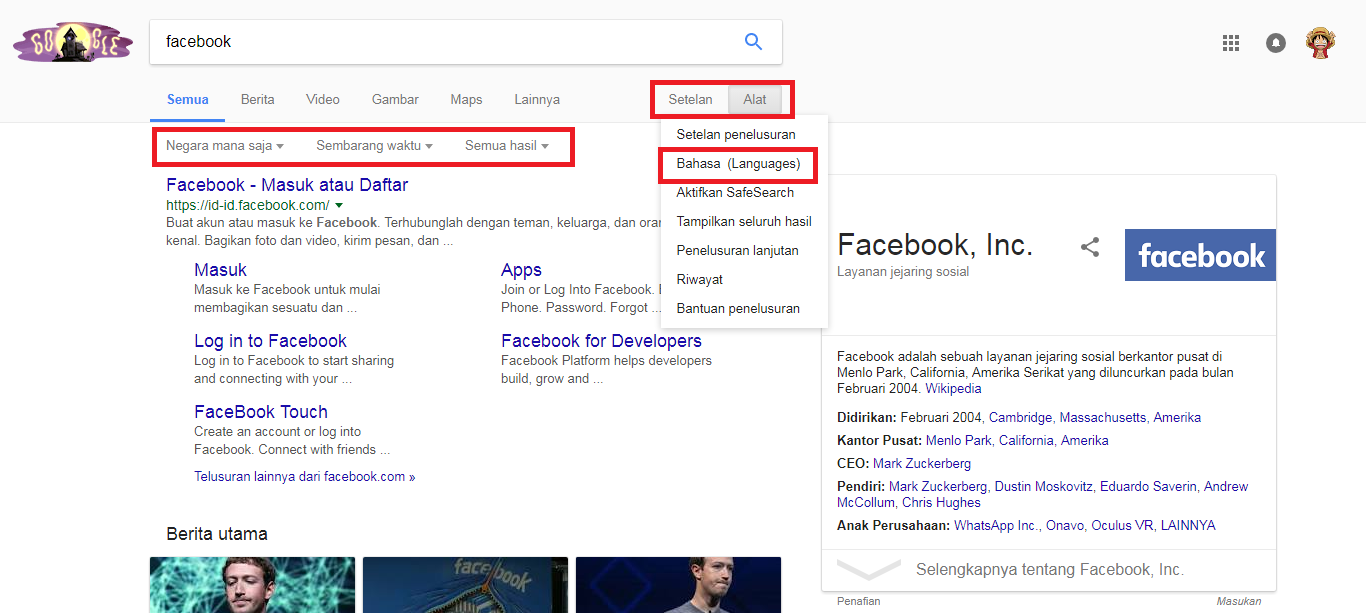 GOOGLE
facebook
Semua Berita Video Gambar Maps Lainnya Setelan Alat
Negara mana saja Sembarang waktu Semua hasil
Setelan penelusuran
Bahasa (Languages)
Aktifkan SafeSearch
Tampilkan seluruh hasil
Penelusuran lanjutan
Riwayat
Bantuan penelusuran
Facebook - Masuk atau Daftar
https://id-id.facebook.com/
Buat akun atau masuk ke Facebook. Terhubunglah dengan teman, keluarga, dan
kenal. Bagikan foto dan video, kirim pesan, dan ...
Masuk
Masuk ke Facebook untuk mulai
membagikan sesuatu dan ...
Apps
Join or Log Into Facebook.
Phone. Password. Forgot ...
Log in to Facebook
Log in to Facebook to start sharing
and connecting with your ...
Facebook for Developers
Facebook Platform helps developers
build, grow and ...
FaceBook Touch
Create an account or log into
Facebook. Connect with friends ...
Telusuran lainnya dari facebook.com »
Berita utama
facebook
Facebook, Inc.
Layanan jejaring sosial
facebook
Facebook adalah sebuah layanan jejaring sosial berkantor pusat di
Menlo Park, California, Amerika Serikat yang diluncurkan pada bulan
Februari 2004. Wikipedia
Didirikan: Februari 2004, Cambridge, Massachusetts, Amerika
Kantor Pusat: Menlo Park, California, Amerika
CEO: Mark Zuckerberg
Pendiri: Mark Zuckerberg, Dustin Moskovitz, Eduardo Saverin, Andrew
McCollum, Chris Hughes
Anak Perusahaan: WhatsApp Inc., Onavo, Oculus VR, LAINNYA
Selengkapnya tentang Facebook, Inc.
Penafian Masukan